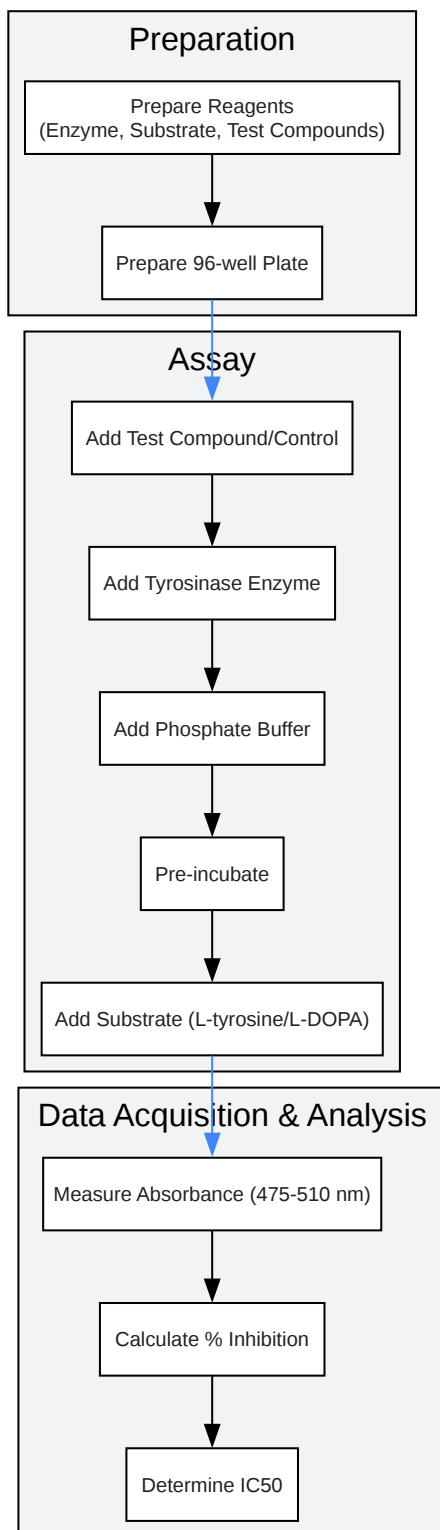 Preparation
Prepare Reagents
(Enzyme, Substrate, Test Compounds)
Prepare 96-well Plate
Assay
Add Test Compound/Control
Add Tyrosinase Enzyme
Add Phosphate Buffer
Pre-incubate
Add Substrate (L-tyrosine/L-DOPA)
Data Acquisition & Analysis
Measure Absorbance (475-510 nm)
Calculate % Inhibition
Determine IC50